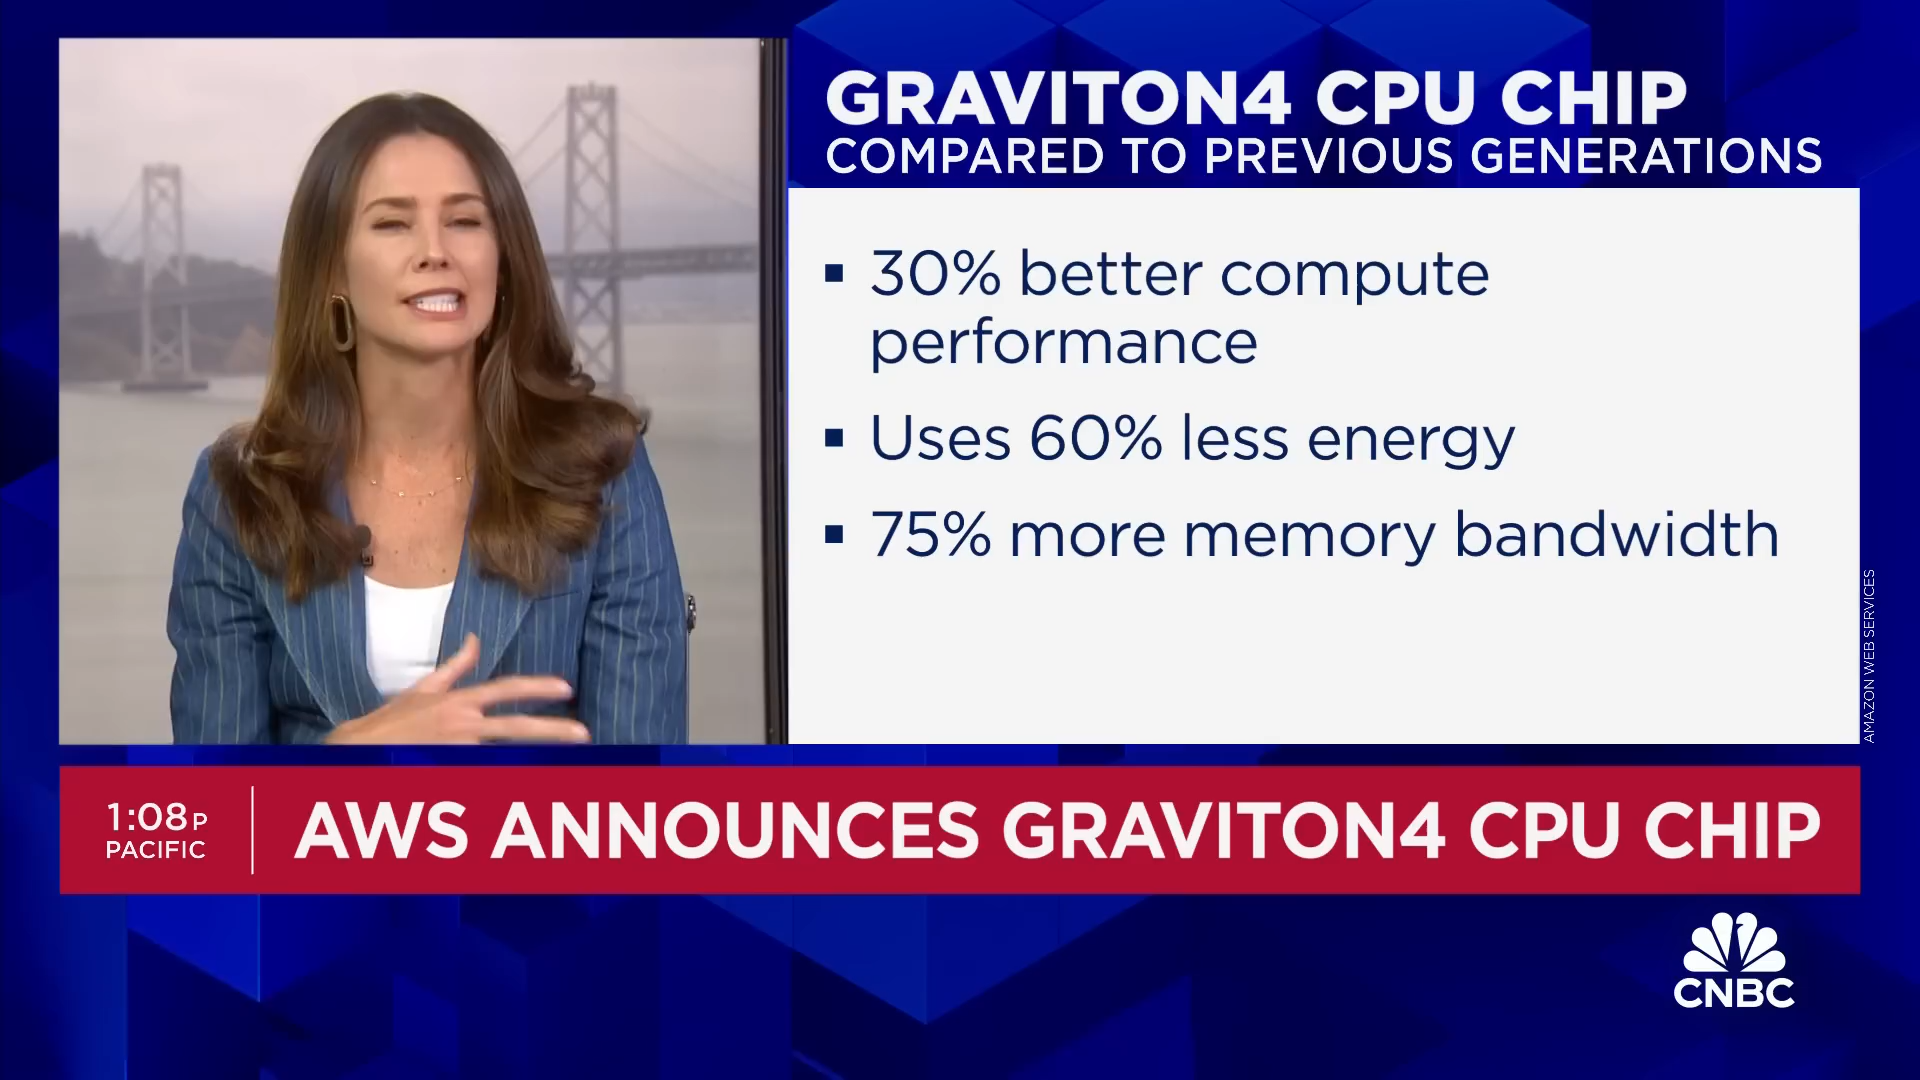 GRAVITON4 CPU CHIP
COMPARED TO PREVIOUS GENERATIONS
▪ 30% better compute
performance
▪ Uses 60% less energy
▪ 75% more memory bandwidth
AMAZON WEB SERVICES
1:08P
PACIFIC
AWS ANNOUNCES GRAVITON4 CPU CHIP
CNBC